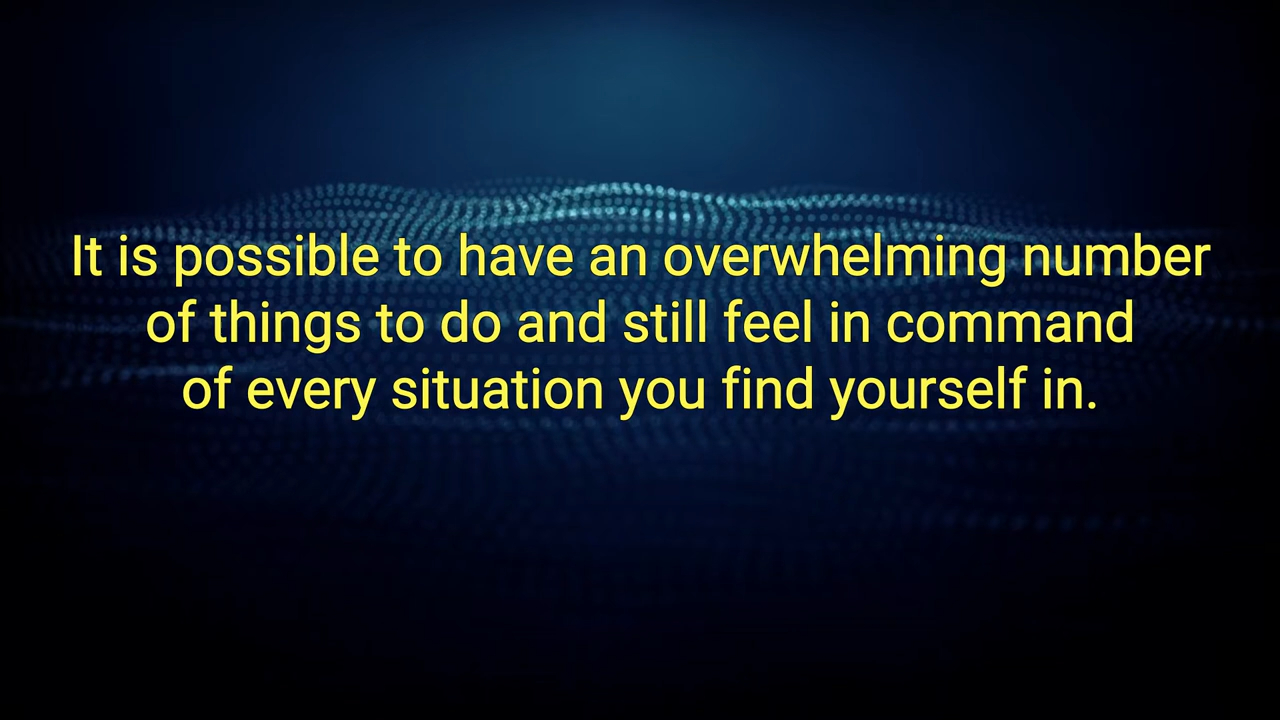 It is possible to have an overwhelming number
of things to do and still feel in command
of every situation you find yourself in.